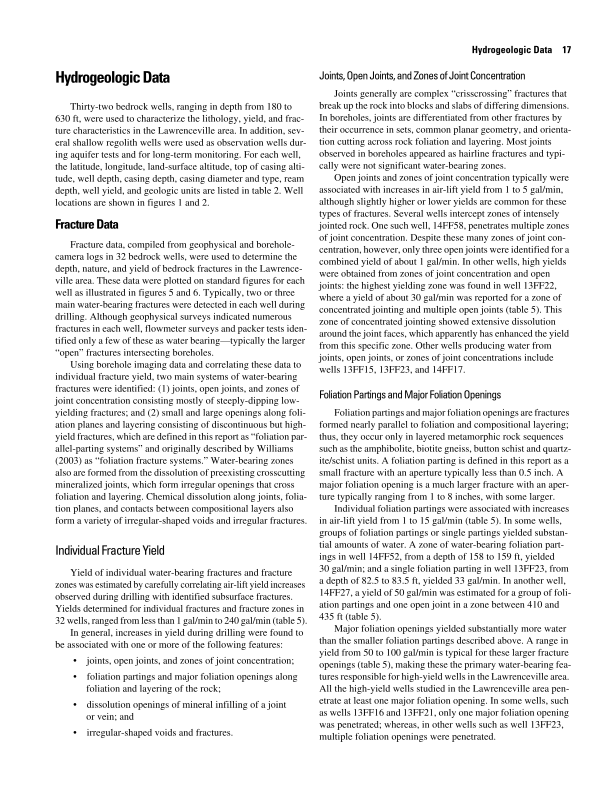 Hydrogeologic Data 17
Hydrogeologic Data
Thirty-two bedrock wells, ranging in depth from 180 to
630 ft, were used to characterize the lithology, yield, and frac-
ture characteristics in the Lawrenceville area. In addition, sev-
eral shallow regolith wells were used as observation wells dur-
ing aquifer tests and for long-term monitoring. For each well,
the latitude, longitude, land-surface altitude, top of casing alti-
tude, well depth, casing depth, casing diameter and type, ream
depth, well yield, and geologic units are listed in table 2. Well
locations are shown in figures 1 and 2.
Fracture Data
Fracture data, compiled from geophysical and borehole-
camera logs in 32 bedrock wells, were used to determine the
depth, nature, and yield of bedrock fractures in the Lawrence-
ville area. These data were plotted on standard figures for each
well as illustrated in figures 5 and 6. Typically, two or three
main water-bearing fractures were detected in each well during
drilling. Although geophysical surveys indicated numerous
fractures in each well, flowmeter surveys and packer tests iden-
tified only a few of these as water bearing—typically the larger
“open” fractures intersecting boreholes.
Using borehole imaging data and correlating these data to
individual fracture yield, two main systems of water-bearing
fractures were identified: (1) joints, open joints, and zones of
joint concentration consisting mostly of steeply-dipping low-
yielding fractures; and (2) small and large openings along foli-
ation planes and layering consisting of discontinuous but high-
yield fractures, which are defined in this report as “foliation par-
allel-parting systems” and originally described by Williams
(2003) as “foliation fracture systems.” Water-bearing zones
also are formed from the dissolution of preexisting crosscutting
mineralized joints, which form irregular openings that cross
foliation and layering. Chemical dissolution along joints, folia-
tion planes, and contacts between compositional layers also
form a variety of irregular-shaped voids and irregular fractures.
Individual Fracture Yield
Yield of individual water-bearing fractures and fracture
zones was estimated by carefully correlating air-lift yield increases
observed during drilling with identified subsurface fractures.
Yields determined for individual fractures and fracture zones in
32 wells, ranged from less than 1 gal/min to 240 gal/min (table 5).
In general, increases in yield during drilling were found to
be associated with one or more of the following features:
• joints, open joints, and zones of joint concentration;
• foliation partings and major foliation openings along
foliation and layering of the rock;
• dissolution openings of mineral infilling of a joint
or vein; and
• irregular-shaped voids and fractures.
Joints, Open Joints, and Zones of Joint Concentration
Joints generally are complex “crisscrossing” fractures that
break up the rock into blocks and slabs of differing dimensions.
In boreholes, joints are differentiated from other fractures by
their occurrence in sets, common planar geometry, and orienta-
tion cutting across rock foliation and layering. Most joints
observed in boreholes appeared as hairline fractures and typi-
cally were not significant water-bearing zones.
Open joints and zones of joint concentration typically were
associated with increases in air-lift yield from 1 to 5 gal/min,
although slightly higher or lower yields are common for these
types of fractures. Several wells intercept zones of intensely
jointed rock. One such well, 14FF58, penetrates multiple zones
of joint concentration. Despite these many zones of joint con-
centration, however, only three open joints were identified for a
combined yield of about 1 gal/min. In other wells, high yields
were obtained from zones of joint concentration and open
joints: the highest yielding zone was found in well 13FF22,
where a yield of about 30 gal/min was reported for a zone of
concentrated jointing and multiple open joints (table 5). This
zone of concentrated jointing showed extensive dissolution
around the joint faces, which apparently has enhanced the yield
from this specific zone. Other wells producing water from
joints, open joints, or zones of joint concentrations include
wells 13FF15, 13FF23, and 14FF17.
Foliation Partings and Major Foliation Openings
Foliation partings and major foliation openings are fractures
formed nearly parallel to foliation and compositional layering;
thus, they occur only in layered metamorphic rock sequences
such as the amphibolite, biotite gneiss, button schist and quartz-
ite/schist units. A foliation parting is defined in this report as a
small fracture with an aperture typically less than 0.5 inch. A
major foliation opening is a much larger fracture with an aper-
ture typically ranging from 1 to 8 inches, with some larger.
Individual foliation partings were associated with increases
in air-lift yield from 1 to 15 gal/min (table 5). In some wells,
groups of foliation partings or single partings yielded substan-
tial amounts of water. A zone of water-bearing foliation part-
ings in well 14FF52, from a depth of 158 to 159 ft, yielded
30 gal/min; and a single foliation parting in well 13FF23, from
a depth of 82.5 to 83.5 ft, yielded 33 gal/min. In another well,
14FF27, a yield of 50 gal/min was estimated for a group of foli-
ation partings and one open joint in a zone between 410 and
435 ft (table 5).
Major foliation openings yielded substantially more water
than the smaller foliation partings described above. A range in
yield from 50 to 100 gal/min is typical for these larger fracture
openings (table 5), making these the primary water-bearing fea-
tures responsible for high-yield wells in the Lawrenceville area.
All the high-yield wells studied in the Lawrenceville area pen-
etrate at least one major foliation opening. In some wells, such
as wells 13FF16 and 13FF21, only one major foliation opening
was penetrated; whereas, in other wells such as well 13FF23,
multiple foliation openings were penetrated.